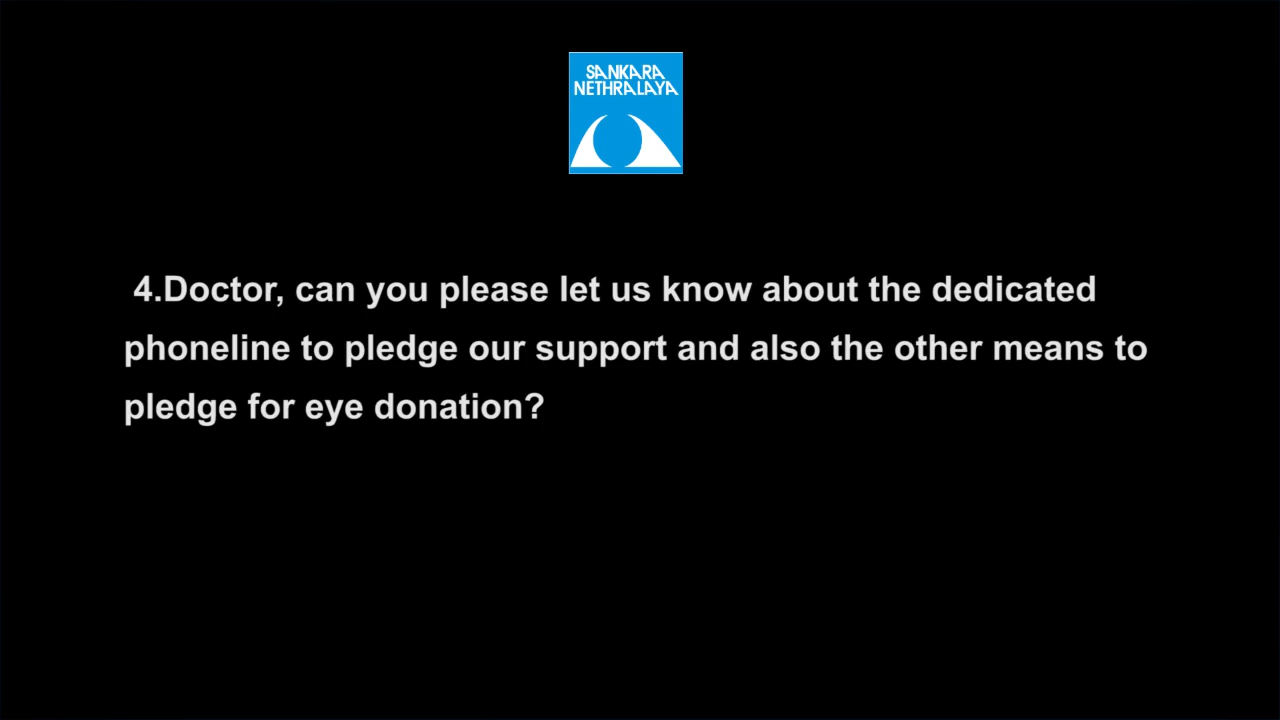 SANKARA
NETHRALAYA
4.Doctor, can you please let us know about the dedicated
phoneline to pledge our support and also the other means to
pledge for eye donation?